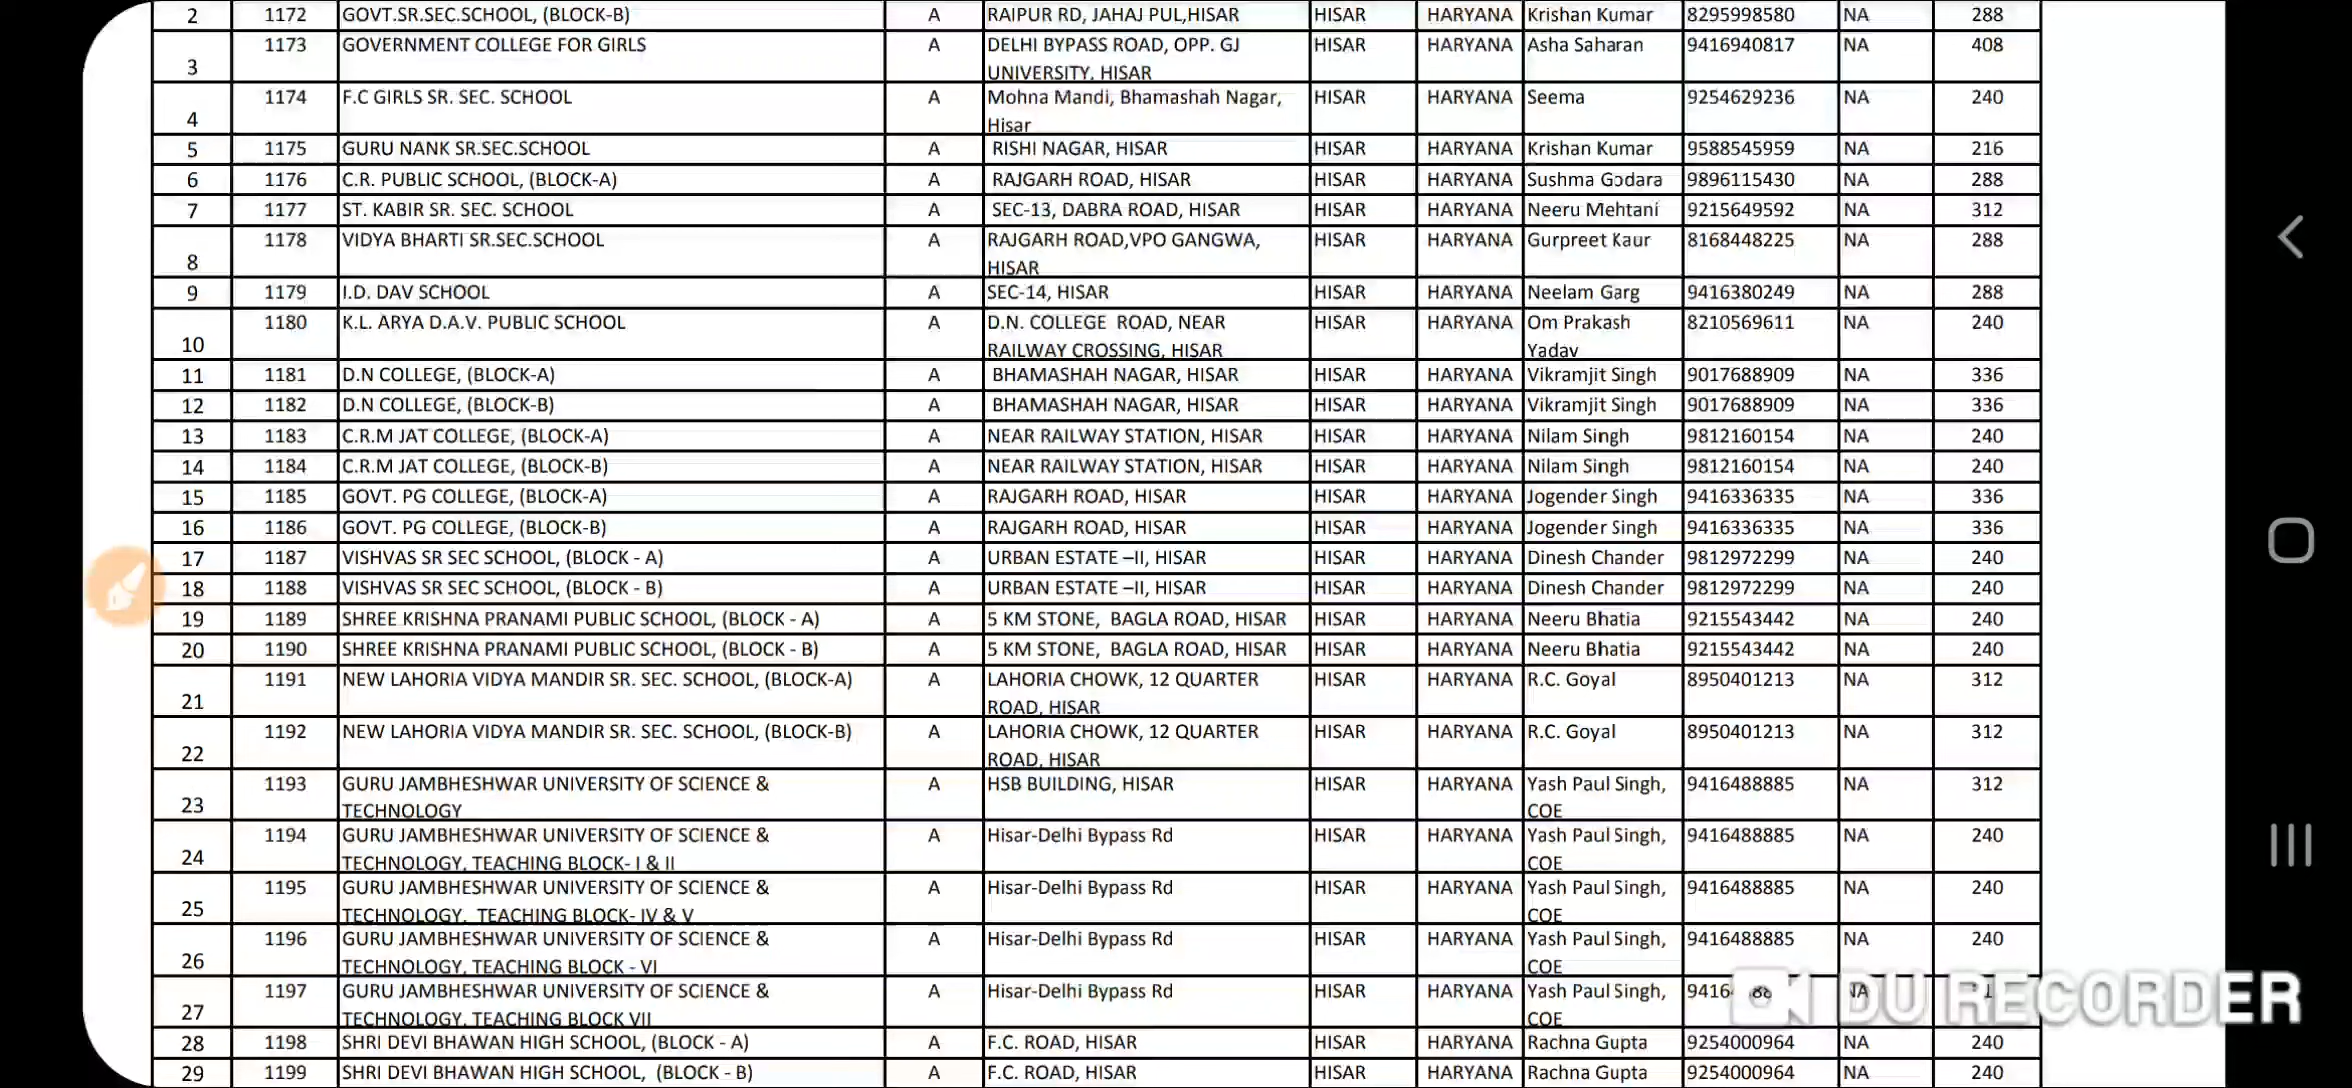 2 1172 GOVT.SR.SEC.SCHOOL, (BLOCK-B) A RAIPUR RD, JAHAJ PUL,HISAR HISAR HARYANA Krishan Kumar 8295998580 NA 288
3 1173 GOVERNMENT COLLEGE FOR GIRLS A DELHI BYPASS ROAD, OPP. GJ UNIVERSITY, HISAR HISAR HARYANA Asha Saharan 9416940817 NA 408
4 1174 F.C GIRLS SR. SEC. SCHOOL A Mohna Mandi, Bhamashah Nagar, Hisar HISAR HARYANA Seema 9254629236 NA 240
5 1175 GURU NANK SR.SEC.SCHOOL A RISHI NAGAR, HISAR HISAR HARYANA Krishan Kumar 9588545959 NA 216
6 1176 C.R. PUBLIC SCHOOL, (BLOCK-A) A RAJGARH ROAD, HISAR HISAR HARYANA Sushma Godara 9896115430 NA 288
7 1177 ST. KABIR SR. SEC. SCHOOL A SEC-13, DABRA ROAD, HISAR HISAR HARYANA Neeru Mehtani 9215649592 NA 312
8 1178 VIDYA BHARTI SR.SEC.SCHOOL A RAJGARH ROAD,VPO GANGWA, HISAR HISAR HARYANA Gurpreet Kaur 8168448225 NA 288
9 1179 I.D. DAV SCHOOL A SEC-14, HISAR HISAR HARYANA Neelam Garg 9416380249 NA 288
10 1180 K.L. ARYA D.A.V. PUBLIC SCHOOL A D.N. COLLEGE ROAD, NEAR RAILWAY CROSSING, HISAR HISAR HARYANA Om Prakash Yadav 8210569611 NA 240
11 1181 D.N COLLEGE, (BLOCK-A) A BHAMASHAH NAGAR, HISAR HISAR HARYANA Vikramjit Singh 9017688909 NA 336
12 1182 D.N COLLEGE, (BLOCK-B) A BHAMASHAH NAGAR, HISAR HISAR HARYANA Vikramjit Singh 9017688909 NA 336
13 1183 C.R.M JAT COLLEGE, (BLOCK-A) A NEAR RAILWAY STATION, HISAR HISAR HARYANA Nilam Singh 9812160154 NA 240
14 1184 C.R.M JAT COLLEGE, (BLOCK-B) A NEAR RAILWAY STATION, HISAR HISAR HARYANA Nilam Singh 9812160154 NA 240
15 1185 GOVT. PG COLLEGE, (BLOCK-A) A RAJGARH ROAD, HISAR HISAR HARYANA Jogender Singh 9416336335 NA 336
16 1186 GOVT. PG COLLEGE, (BLOCK-B) A RAJGARH ROAD, HISAR HISAR HARYANA Jogender Singh 9416336335 NA 336
17 1187 VISHVAS SR SEC SCHOOL, (BLOCK - A) A URBAN ESTATE –II, HISAR HISAR HARYANA Dinesh Chander 9812972299 NA 240
18 1188 VISHVAS SR SEC SCHOOL, (BLOCK - B) A URBAN ESTATE –II, HISAR HISAR HARYANA Dinesh Chander 9812972299 NA 240
19 1189 SHREE KRISHNA PRANAMI PUBLIC SCHOOL, (BLOCK - A) A 5 KM STONE, BAGLA ROAD, HISAR HISAR HARYANA Neeru Bhatia 9215543442 NA 240
20 1190 SHREE KRISHNA PRANAMI PUBLIC SCHOOL, (BLOCK - B) A 5 KM STONE, BAGLA ROAD, HISAR HISAR HARYANA Neeru Bhatia 9215543442 NA 240
21 1191 NEW LAHORIA VIDYA MANDIR SR. SEC. SCHOOL, (BLOCK-A) A LAHORIA CHOWK, 12 QUARTER ROAD, HISAR HISAR HARYANA R.C. Goyal 8950401213 NA 312
22 1192 NEW LAHORIA VIDYA MANDIR SR. SEC. SCHOOL, (BLOCK-B) A LAHORIA CHOWK, 12 QUARTER ROAD, HISAR HISAR HARYANA R.C. Goyal 8950401213 NA 312
23 1193 GURU JAMBHESHWAR UNIVERSITY OF SCIENCE & TECHNOLOGY A HSB BUILDING, HISAR HISAR HARYANA Yash Paul Singh, COE 9416488885 NA 312
24 1194 GURU JAMBHESHWAR UNIVERSITY OF SCIENCE & TECHNOLOGY, TEACHING BLOCK- I & II A Hisar-Delhi Bypass Rd HISAR HARYANA Yash Paul Singh, COE 9416488885 NA 240
25 1195 GURU JAMBHESHWAR UNIVERSITY OF SCIENCE & TECHNOLOGY, TEACHING BLOCK- IV & V A Hisar-Delhi Bypass Rd HISAR HARYANA Yash Paul Singh, COE 9416488885 NA 240
26 1196 GURU JAMBHESHWAR UNIVERSITY OF SCIENCE & TECHNOLOGY, TEACHING BLOCK - VI A Hisar-Delhi Bypass Rd HISAR HARYANA Yash Paul Singh, COE 9416488885 NA 240
27 1197 GURU JAMBHESHWAR UNIVERSITY OF SCIENCE & TECHNOLOGY, TEACHING BLOCK VII A Hisar-Delhi Bypass Rd HISAR HARYANA Yash Paul Singh, COE NA
DU RECORDER
28 1198 SHRI DEVI BHAWAN HIGH SCHOOL, (BLOCK - A) A F.C. ROAD, HISAR HISAR HARYANA Rachna Gupta 9254000964 NA 240
29 1199 SHRI DEVI BHAWAN HIGH SCHOOL, (BLOCK - B) A F.C. ROAD, HISAR HISAR HARYANA Rachna Gupta 9254000964 NA 240